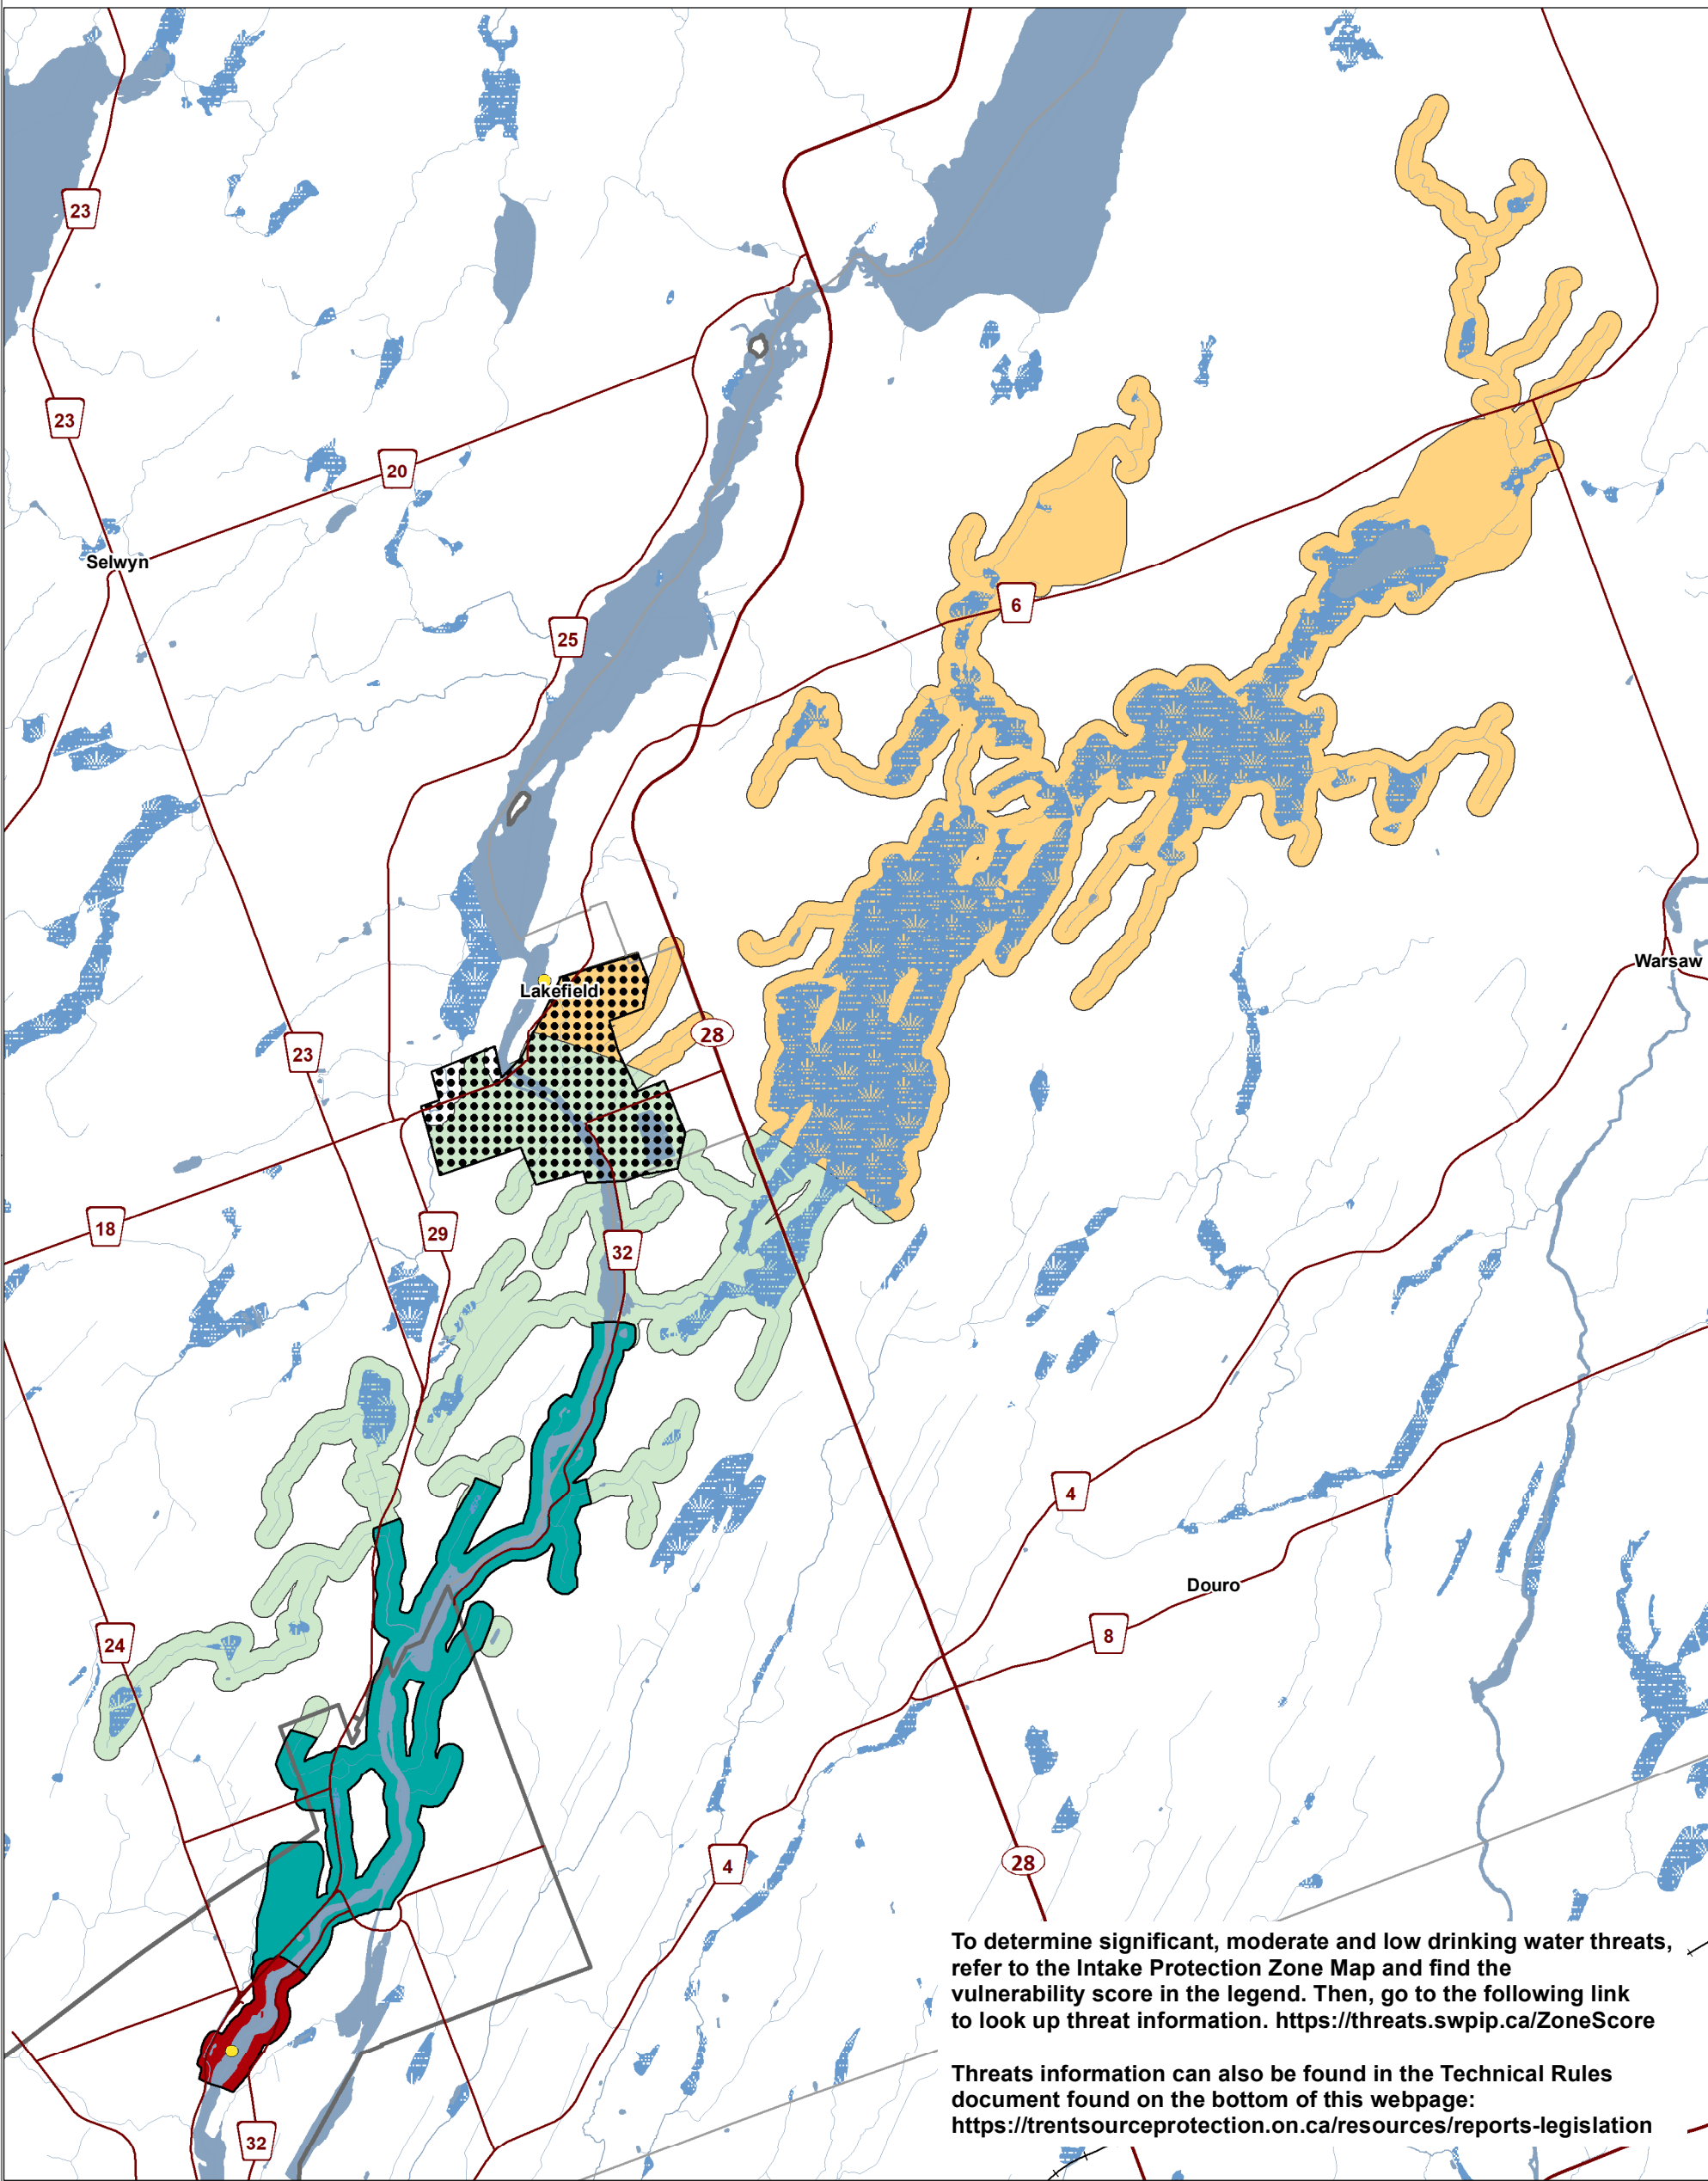 23
23
20
Selwyn
6
25
Warsaw
Lakefield
28
23
18
29
32
4
Douro
8
24
4
28
To determine significant, moderate and low drinking water threats,
refer to the Intake Protection Zone Map and find the
vulnerability score in the legend. Then, go to the following link
to look up threat information. https://threats.swpip.ca/ZoneScore
Threats information can also be found in the Technical Rules
document found on the bottom of this webpage:
https://trentsourceprotection.on.ca/resources/reports-legislation
32